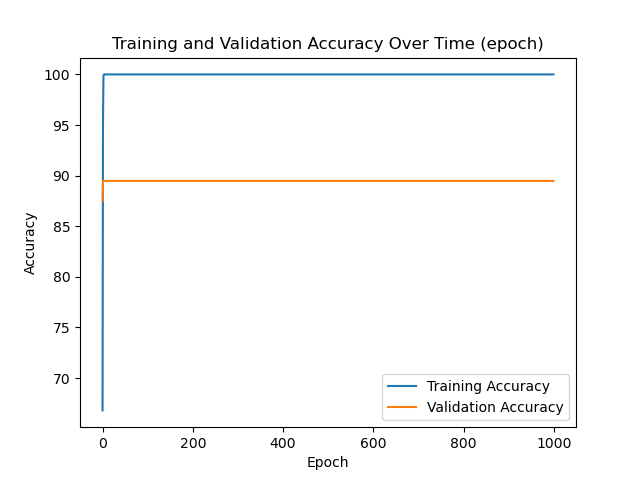 Training and Validation Accuracy Over Time (epoch)
100
95
90
85
80
75
70
Accuracy
0 200 400 600 800 1000
Epoch
Training Accuracy
Validation Accuracy